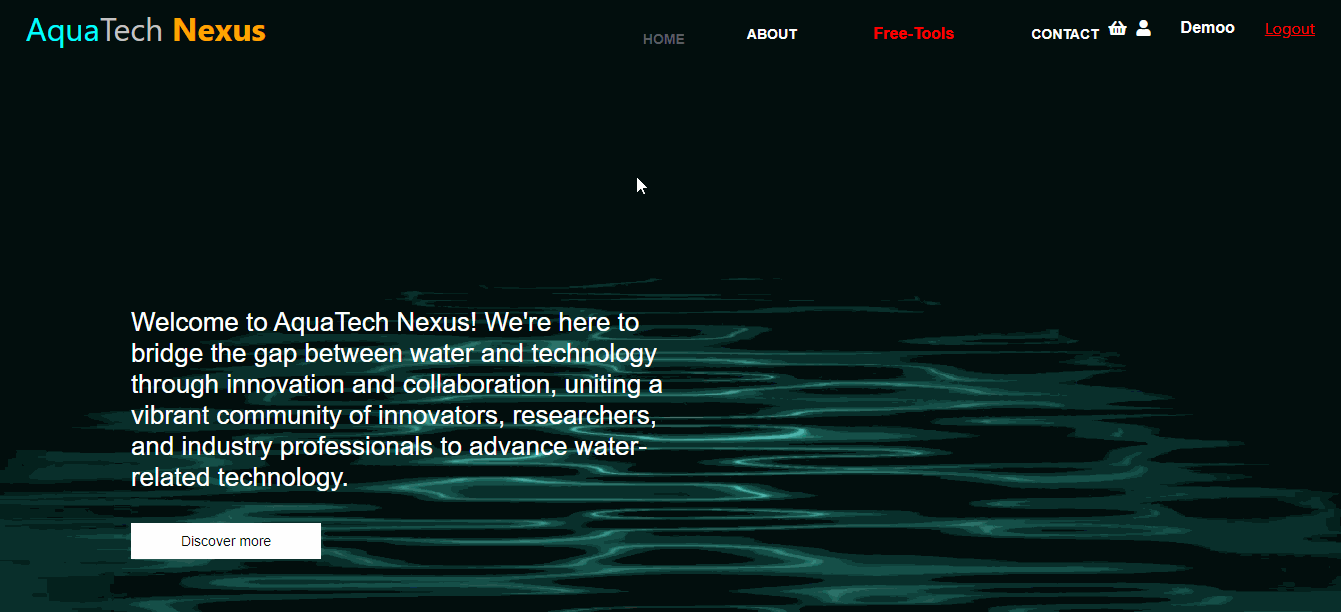 AquaTech Nexus
HOME ABOUT Free-Tools CONTACT Demoo Logout
Welcome to AquaTech Nexus! We're here to
bridge the gap between water and technology
through innovation and collaboration, uniting a
vibrant community of innovators, researchers,
and industry professionals to advance water-
related technology.
Discover more